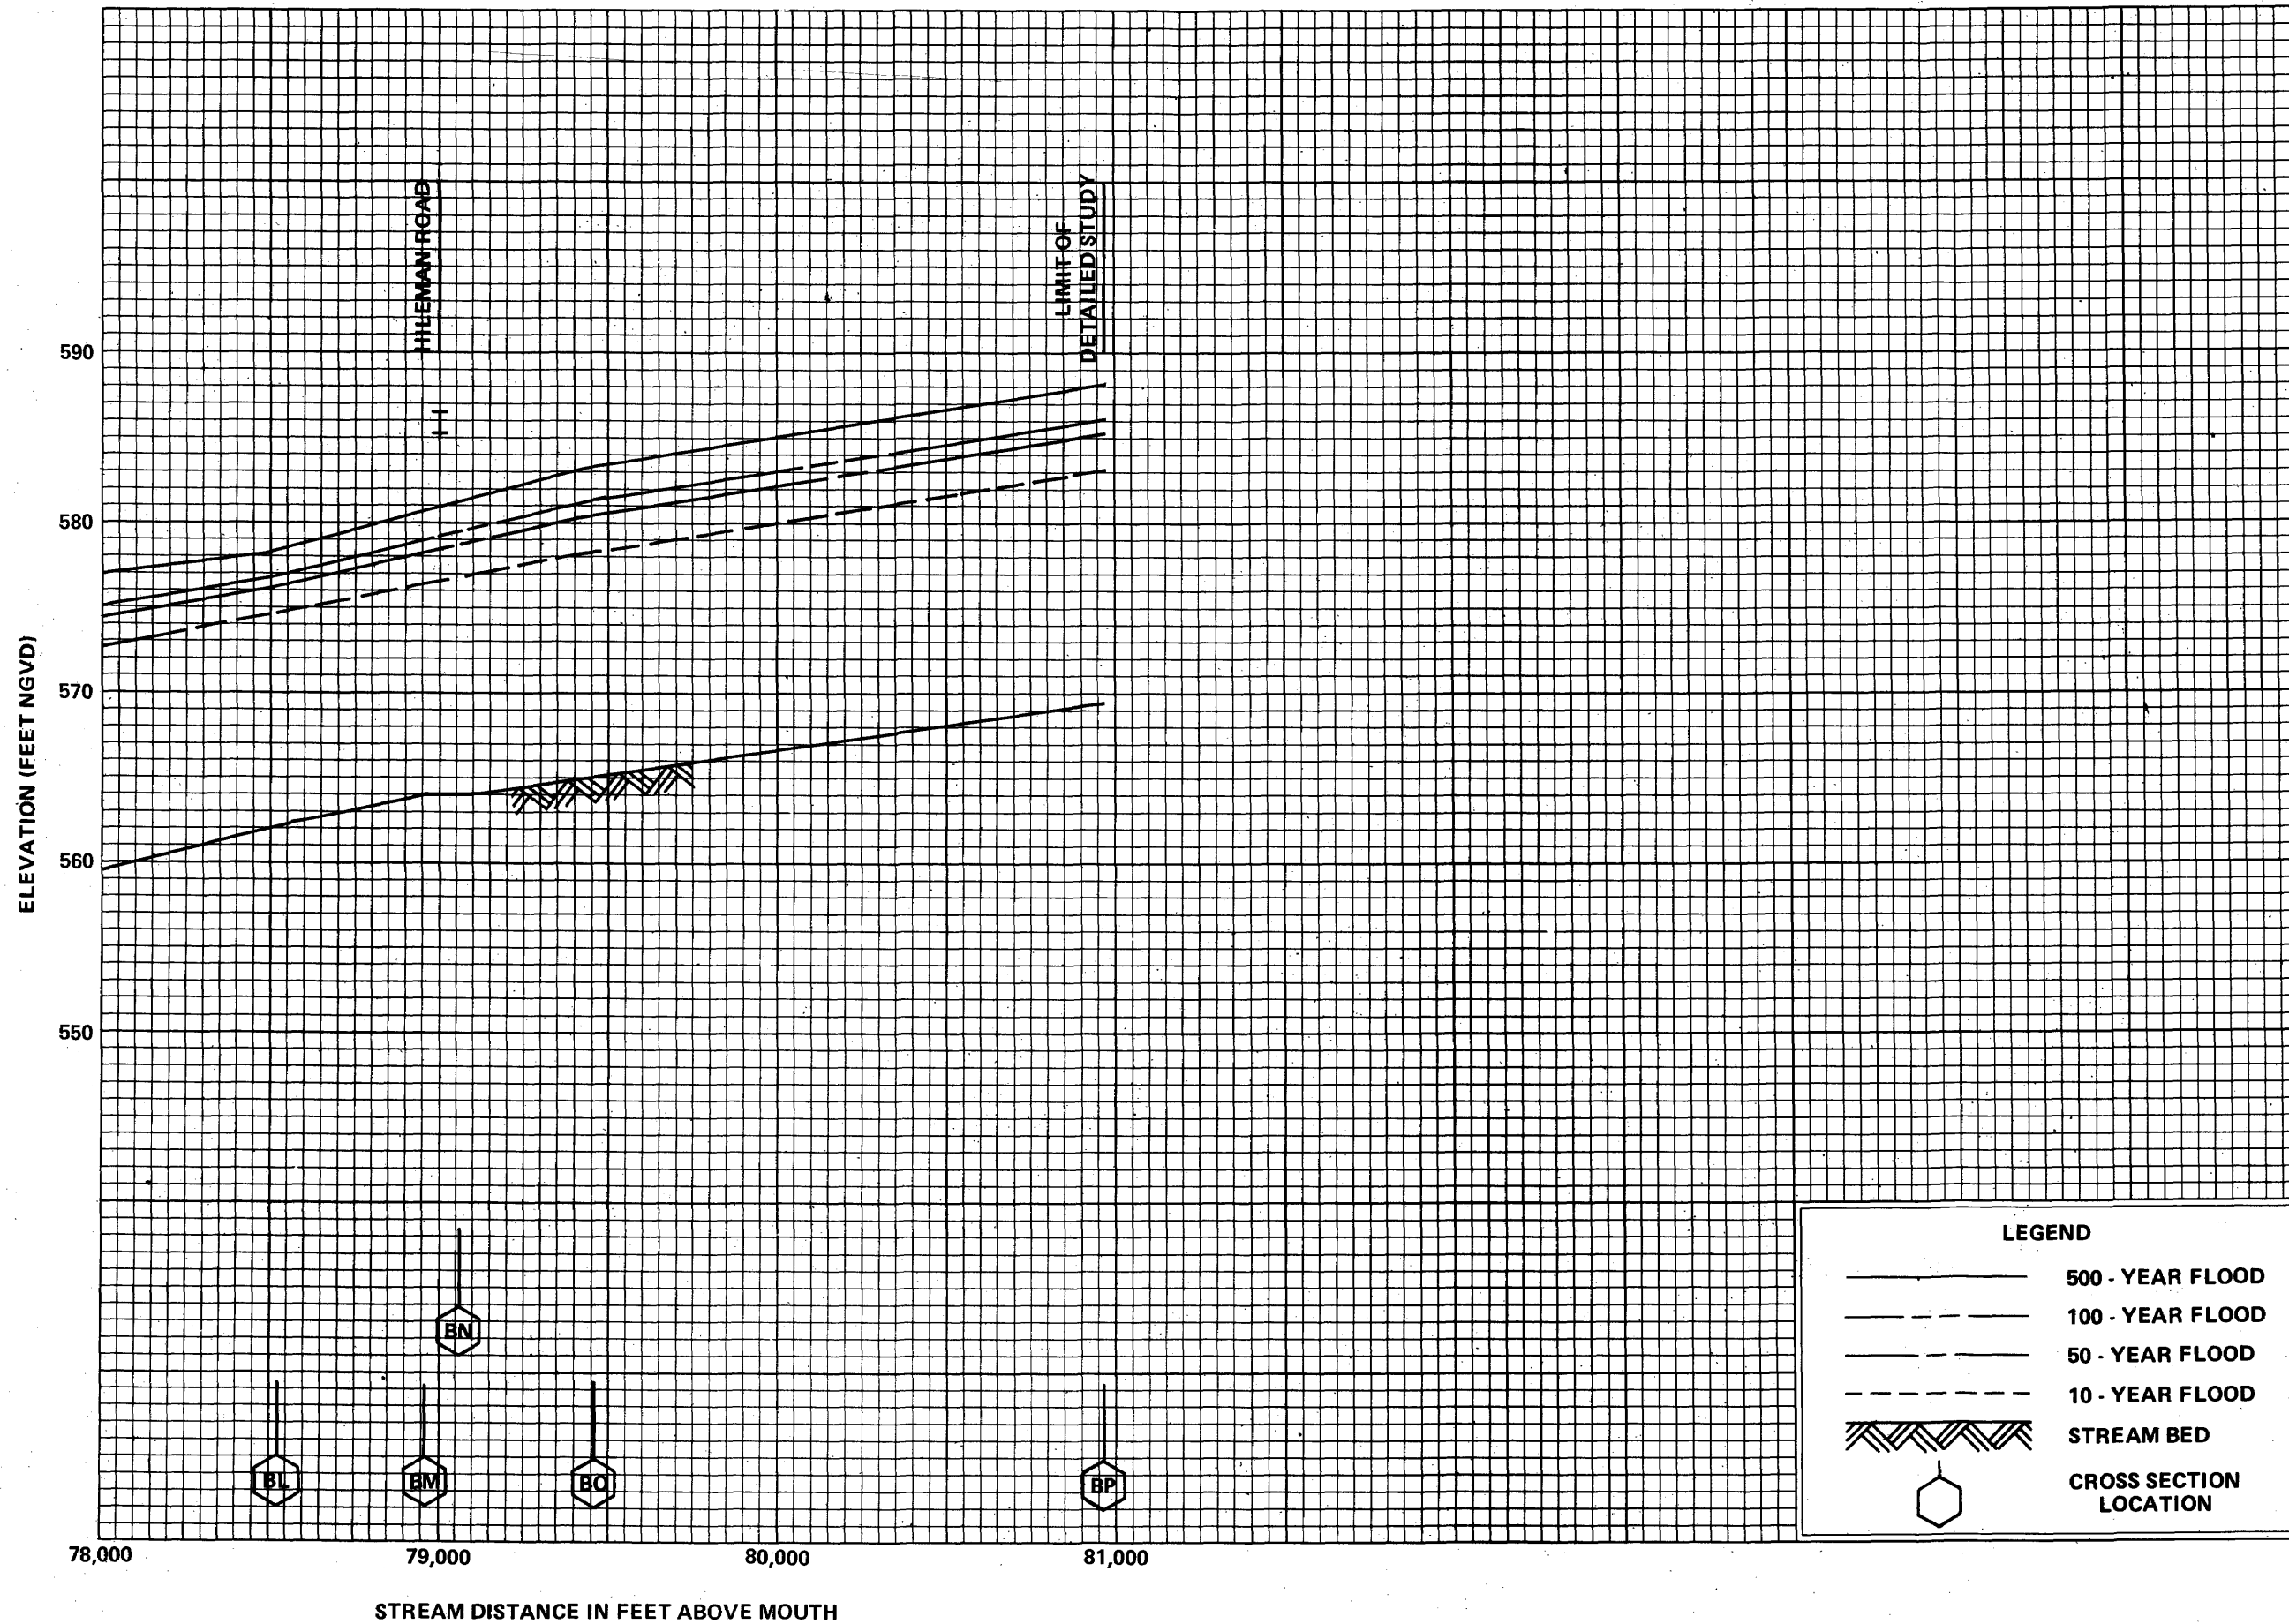 HILEMAN ROAD
LIMIT OF
DETAILED STUDY
590
580
570
560
550
ELEVATION (FEET NGVD)
BN
BL
BM
BO
BP
78,000
79,000
80,000
81,000
STREAM DISTANCE IN FEET ABOVE MOUTH
LEGEND
500 - YEAR FLOOD
100 - YEAR FLOOD
50 - YEAR FLOOD
10 - YEAR FLOOD
STREAM BED
CROSS SECTION
LOCATION